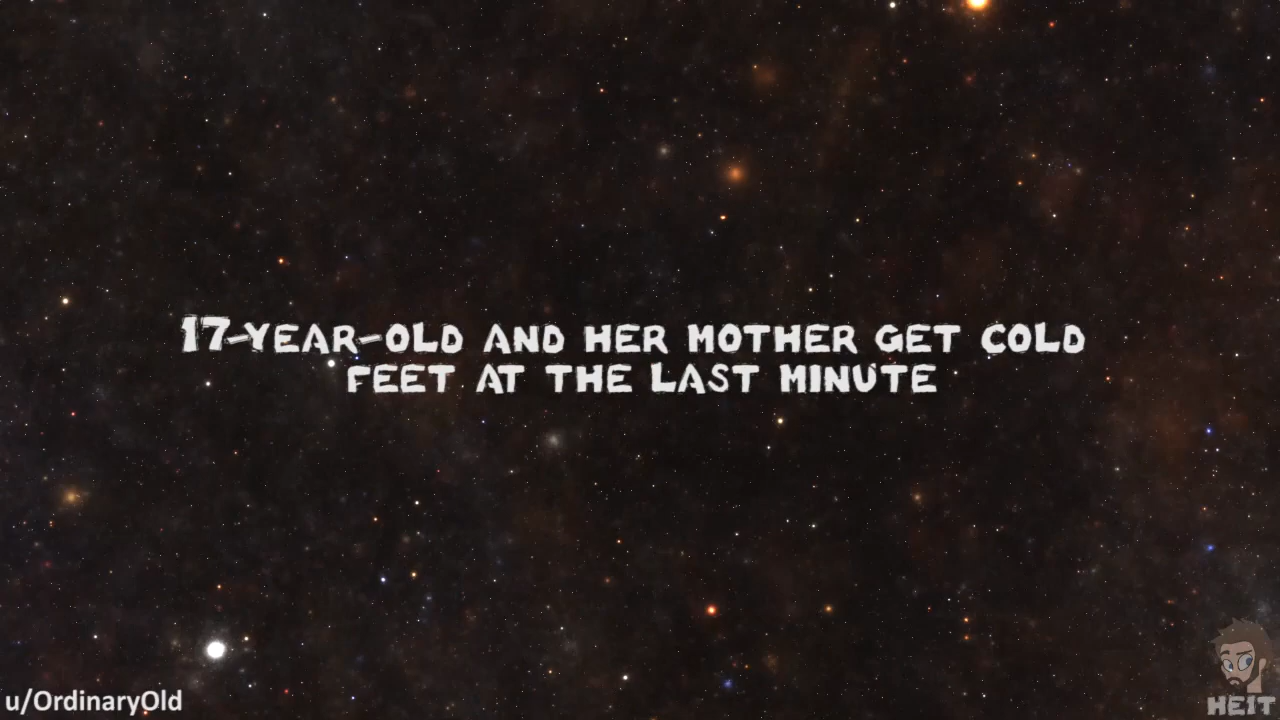 17-YEAR-OLD AND HER MOTHER GET COLD
FEET AT THE LAST MINUTE
u/OrdinaryOld
HEIT